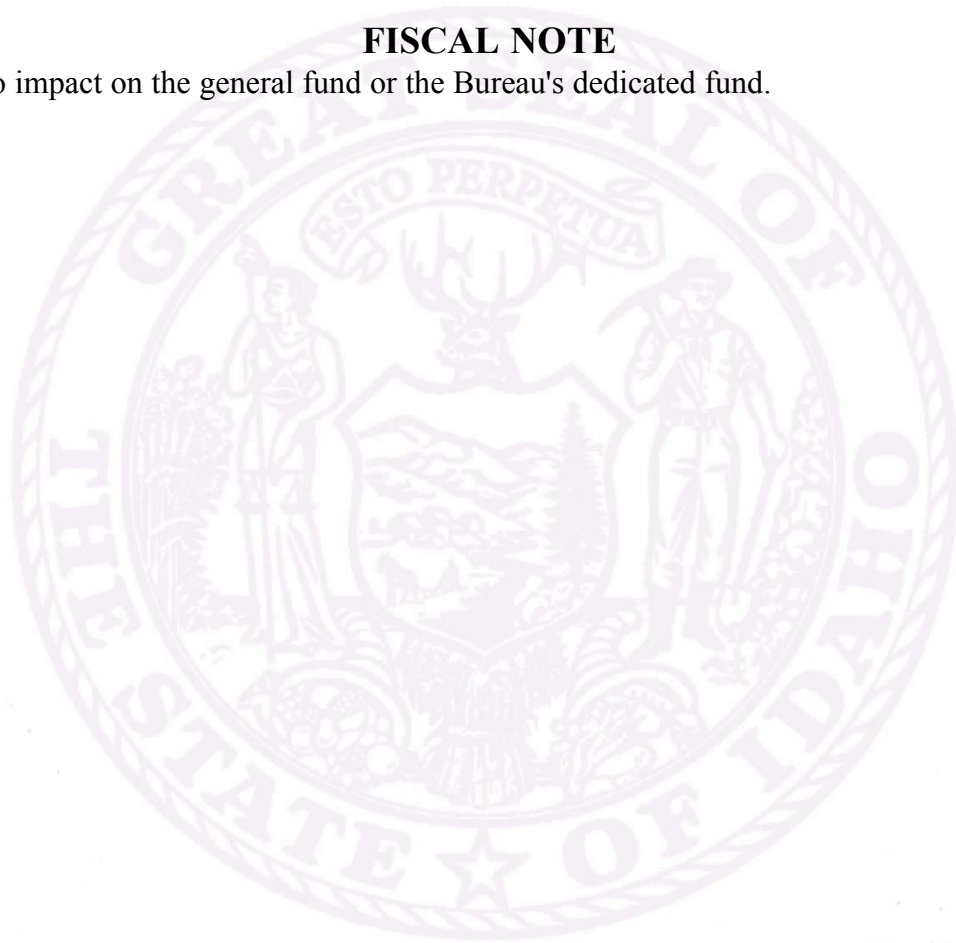 FISCAL NOTE
o impact on the general fund or the Bureau's dedicated fund.
GREAT SEAL OF
ESTO PERPETUA
THE STATE OF IDAHO